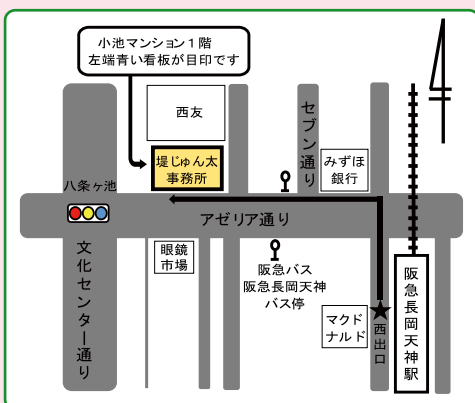 小池マンション１階
左端青い看板が目印です
西友
堤じゅん太
事務所
セブン通り
みずほ
銀行
八条ヶ池
アゼリア通り
文化センター通り
眼鏡
市場
阪急バス
阪急長岡天神
バス停
マクド
ナルド
西出口
阪急長岡天神駅